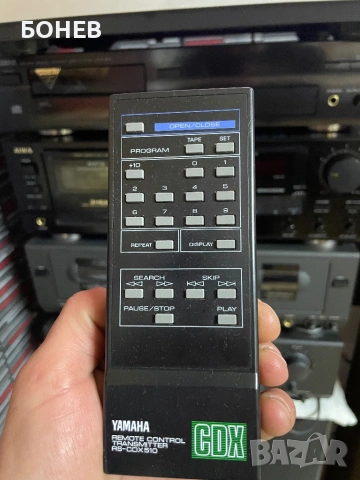 БОНЕВ
OPEN/CLOSE
TAPE SET
PROGRAM
+10 0 1
2 3 4 5
6 7 8 9
REPEAT DISPLAY
SEARCH SKIP
PAUSE/STOP PLAY
YAMAHA
REMOTE CONTROL
TRANSMITTER
RS-CDX510
CDX
BAZAR